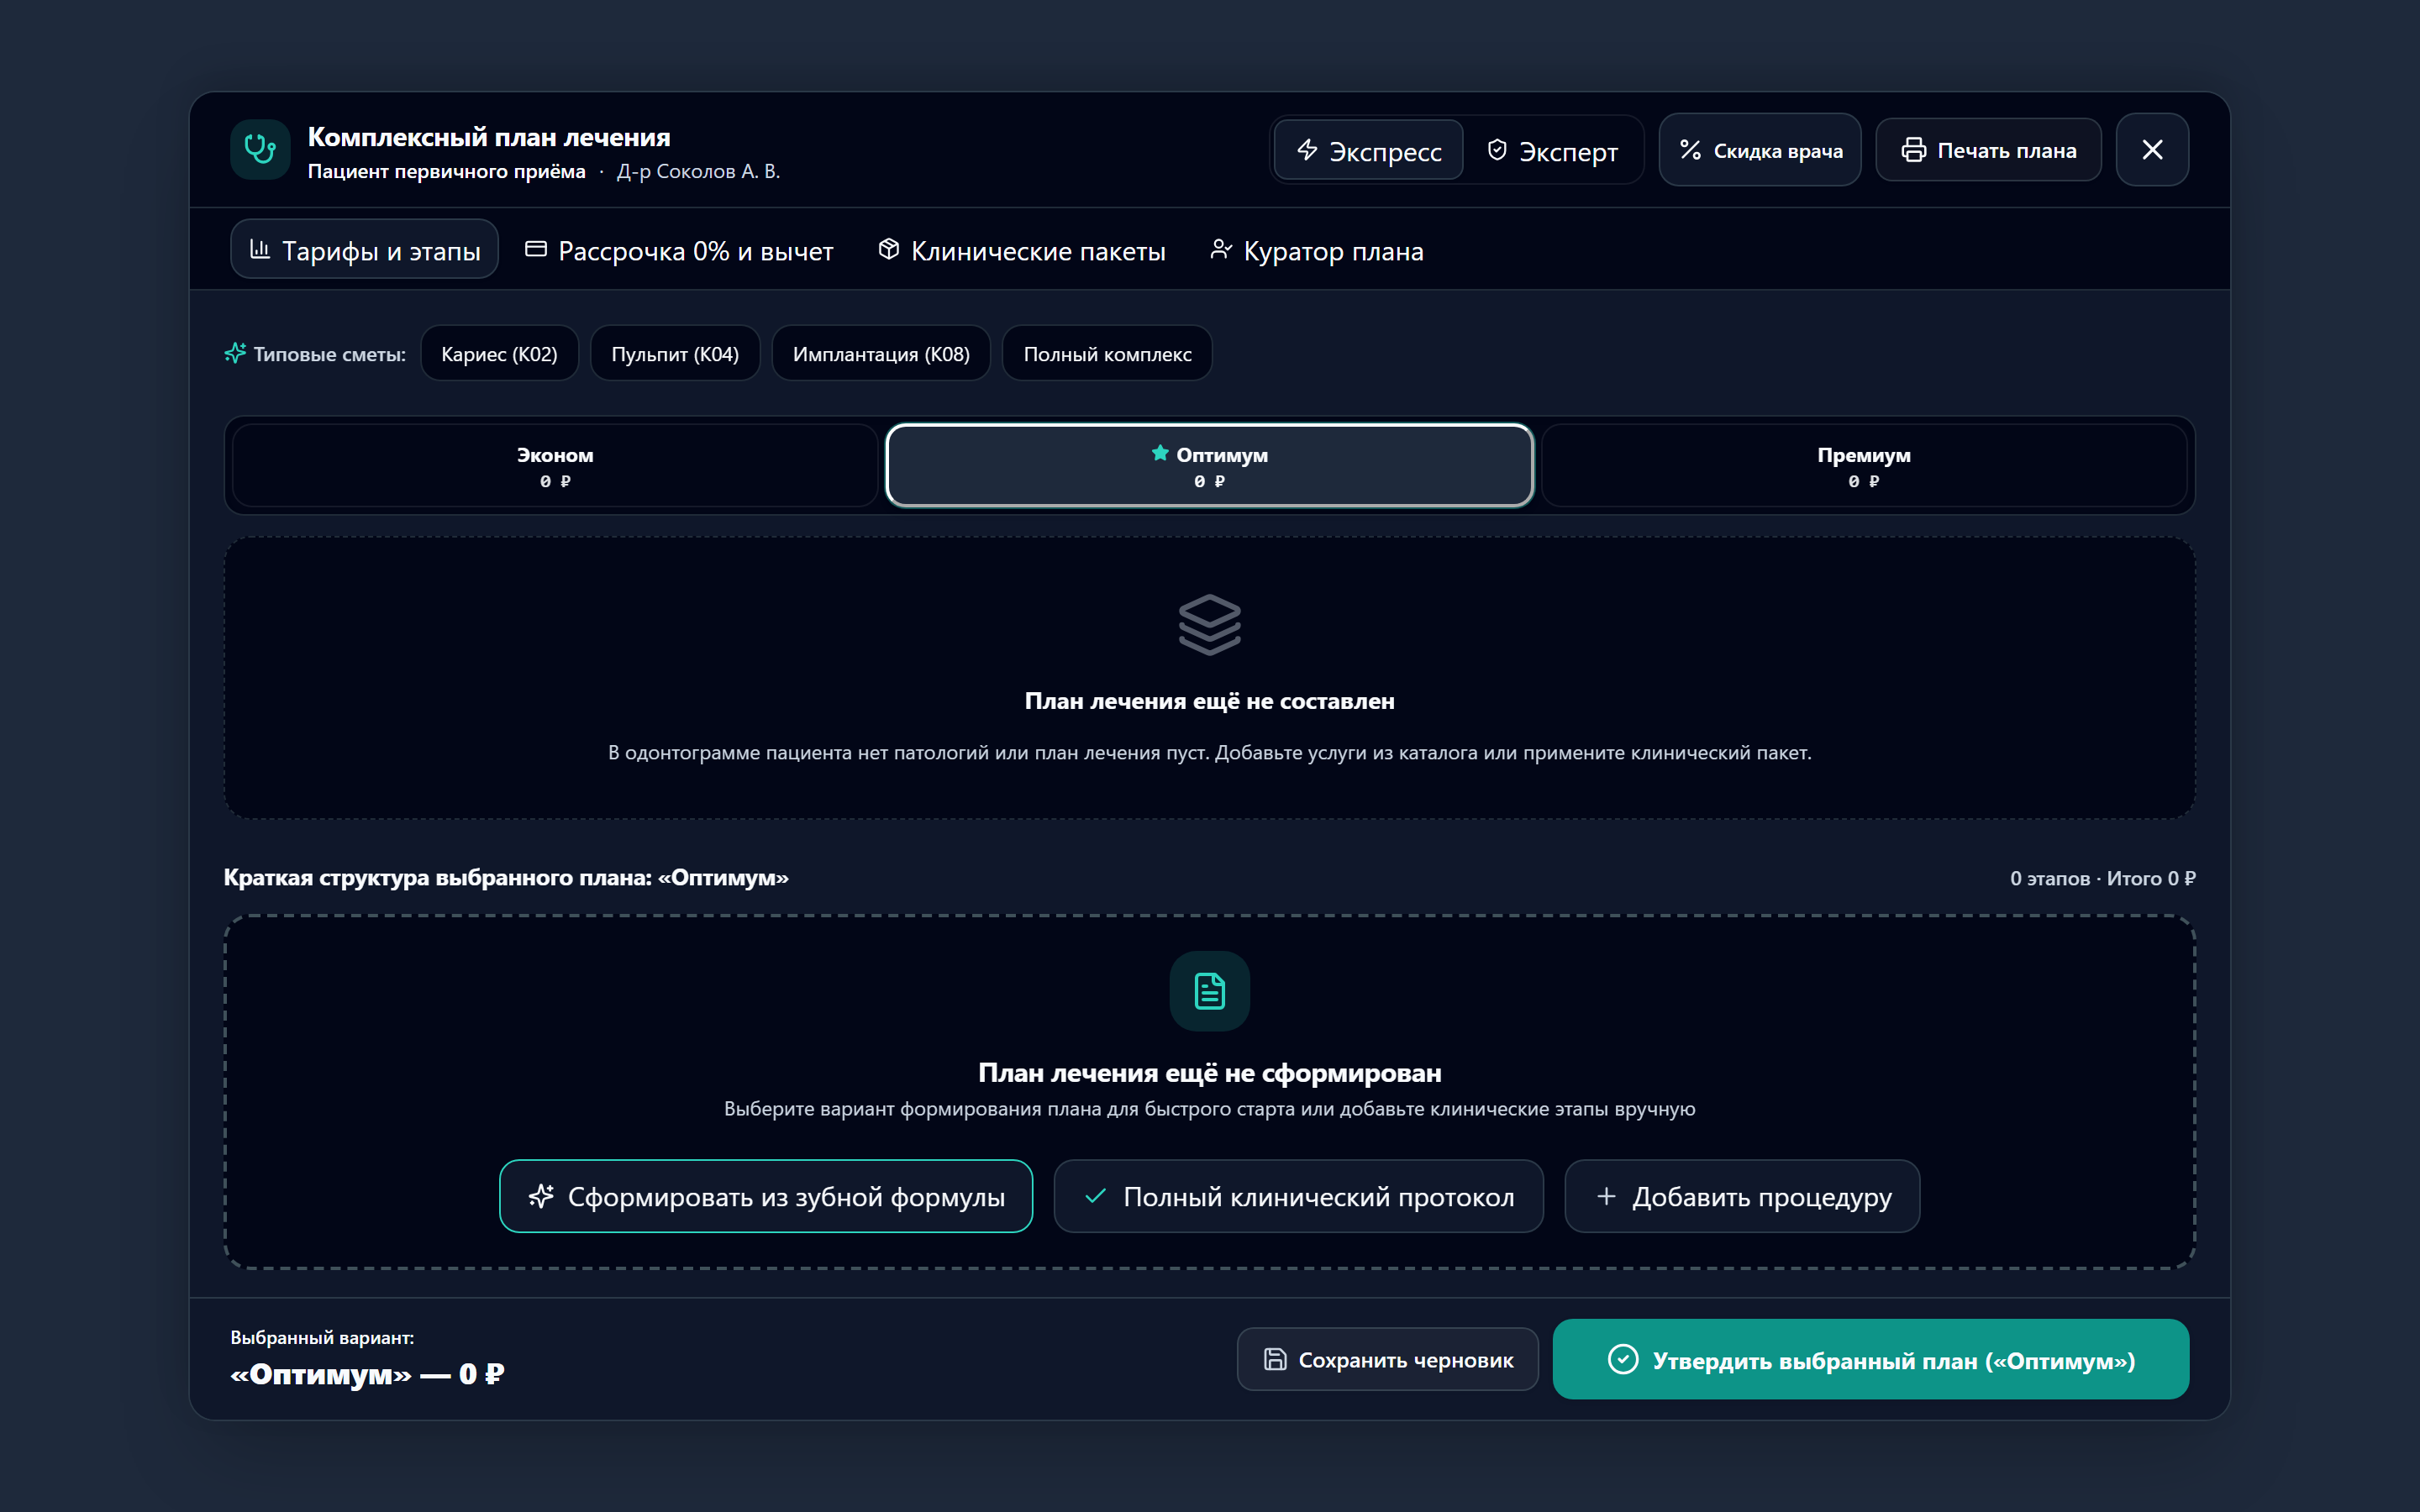 Комплексный план лечения
Пациент первичного приёма · Д-р Соколов А. В.
Экспресс
Эксперт
Скидка врача
Печать плана
Тарифы и этапы
Рассрочка 0% и вычет
Клинические пакеты
Куратор плана
Типовые сметы:
Кариес (K02)
Пульпит (K04)
Имплантация (K08)
Полный комплекс
Эконом
0 ₽
Оптимум
0 ₽
Премиум
0 ₽
План лечения ещё не составлен
В одонтограмме пациента нет патологий или план лечения пуст. Добавьте услуги из каталога или примените клинический пакет.
Краткая структура выбранного плана: «Оптимум»
0 этапов · Итого 0 ₽
План лечения ещё не сформирован
Выберите вариант формирования плана для быстрого старта или добавьте клинические этапы вручную
Сформировать из зубной формулы
Полный клинический протокол
Добавить процедуру
Выбранный вариант:
«Оптимум» — 0 ₽
Сохранить черновик
Утвердить выбранный план («Оптимум»)